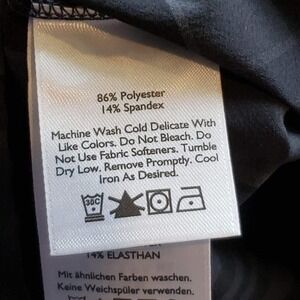 86% Polyester
14% Spandex
Machine Wash Cold Delicate With
Like Colors. Do Not Bleach. Do
Not Use Fabric Softeners. Tumble
Dry Low. Remove Promptly. Cool
Iron As Desired.
30C
14% ELASTHAN
Mit ähnlichen Farben waschen.
Keine Weichspüler verwenden.